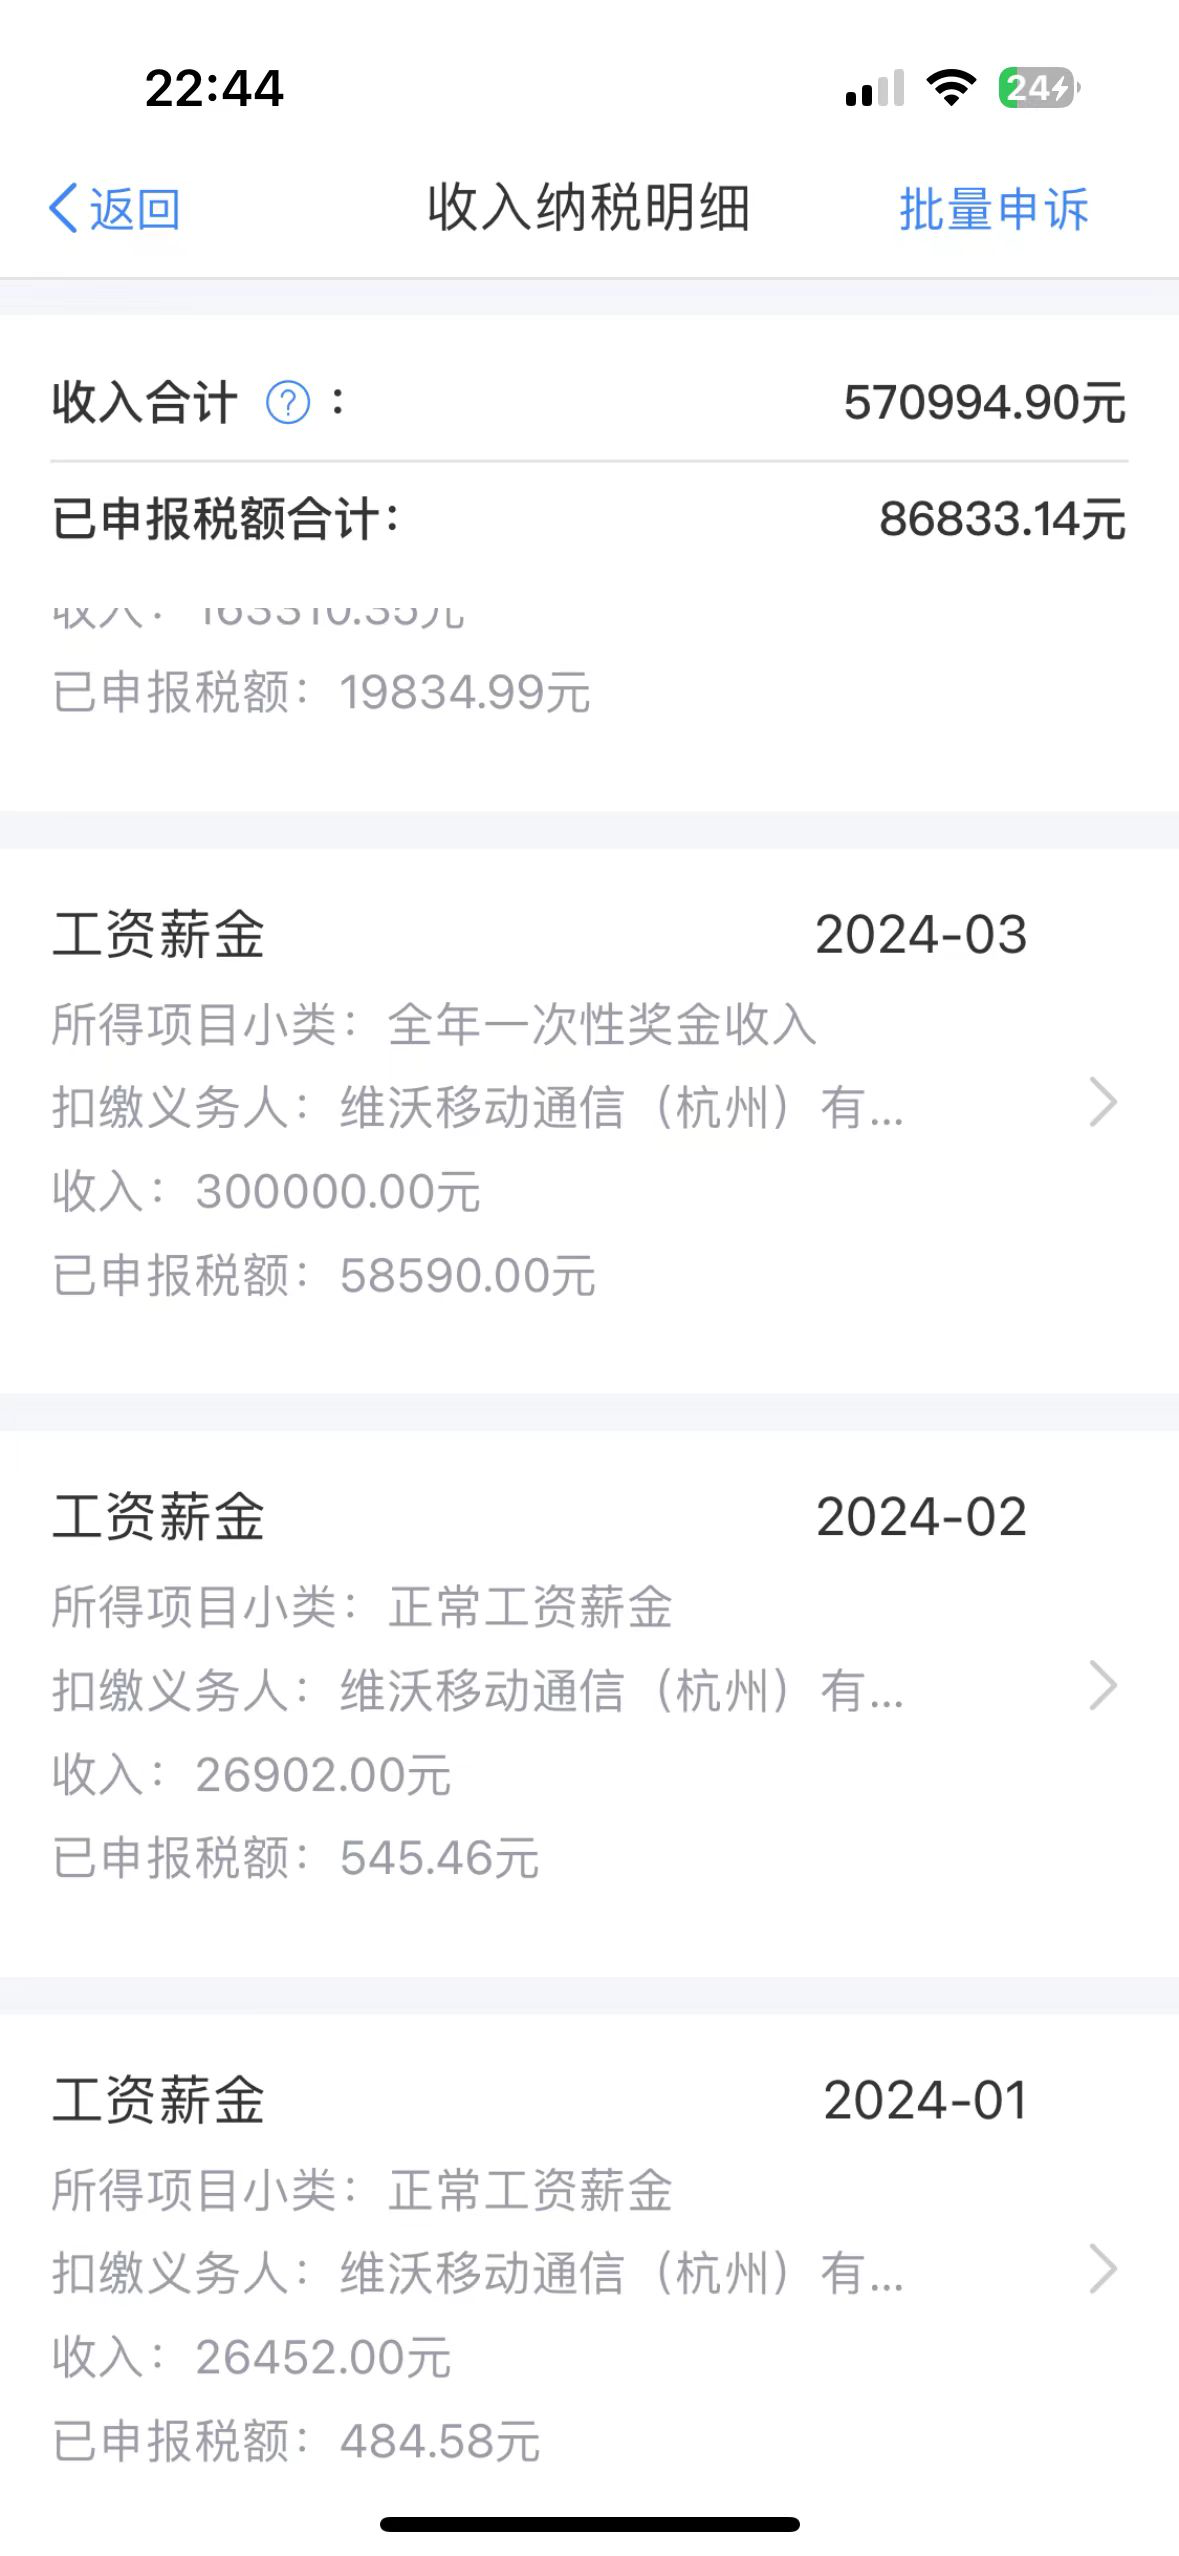 22:44
24
返回
收入纳税明细
批量申诉
收入合计 ? :
570994.90元
已申报税额合计:
86833.14元
收入: 163310.35元
已申报税额: 19834.99元
工资薪金
2024-03
所得项目小类: 全年一次性奖金收入
扣缴义务人: 维沃移动通信（杭州）有...
收入: 300000.00元
已申报税额: 58590.00元
工资薪金
2024-02
所得项目小类: 正常工资薪金
扣缴义务人: 维沃移动通信（杭州）有...
收入: 26902.00元
已申报税额: 545.46元
工资薪金
2024-01
所得项目小类: 正常工资薪金
扣缴义务人: 维沃移动通信（杭州）有...
收入: 26452.00元
已申报税额: 484.58元